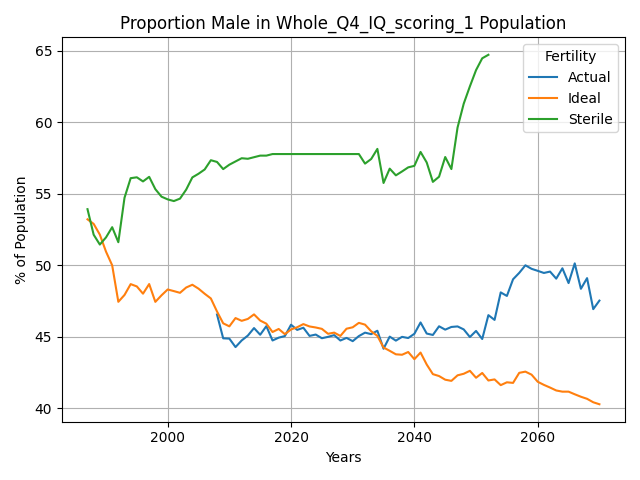 Proportion Male in Whole_Q4_IQ_scoring_1 Population
% of Population
65
60
55
50
45
40
Fertility
Actual
Ideal
Sterile
2000
2020
2040
2060
Years